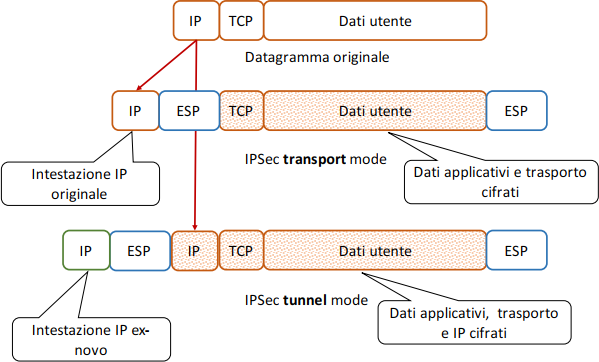 IP TCP Dati utente
Datagramma originale
IP ESP TCP Dati utente ESP
IPSec transport mode
Intestazione IP
originale
Dati applicativi e trasporto
cifrati
IP ESP IP TCP Dati utente ESP
IPSec tunnel mode
Intestazione IP ex-
novo
Dati applicativi, trasporto
e IP cifrati